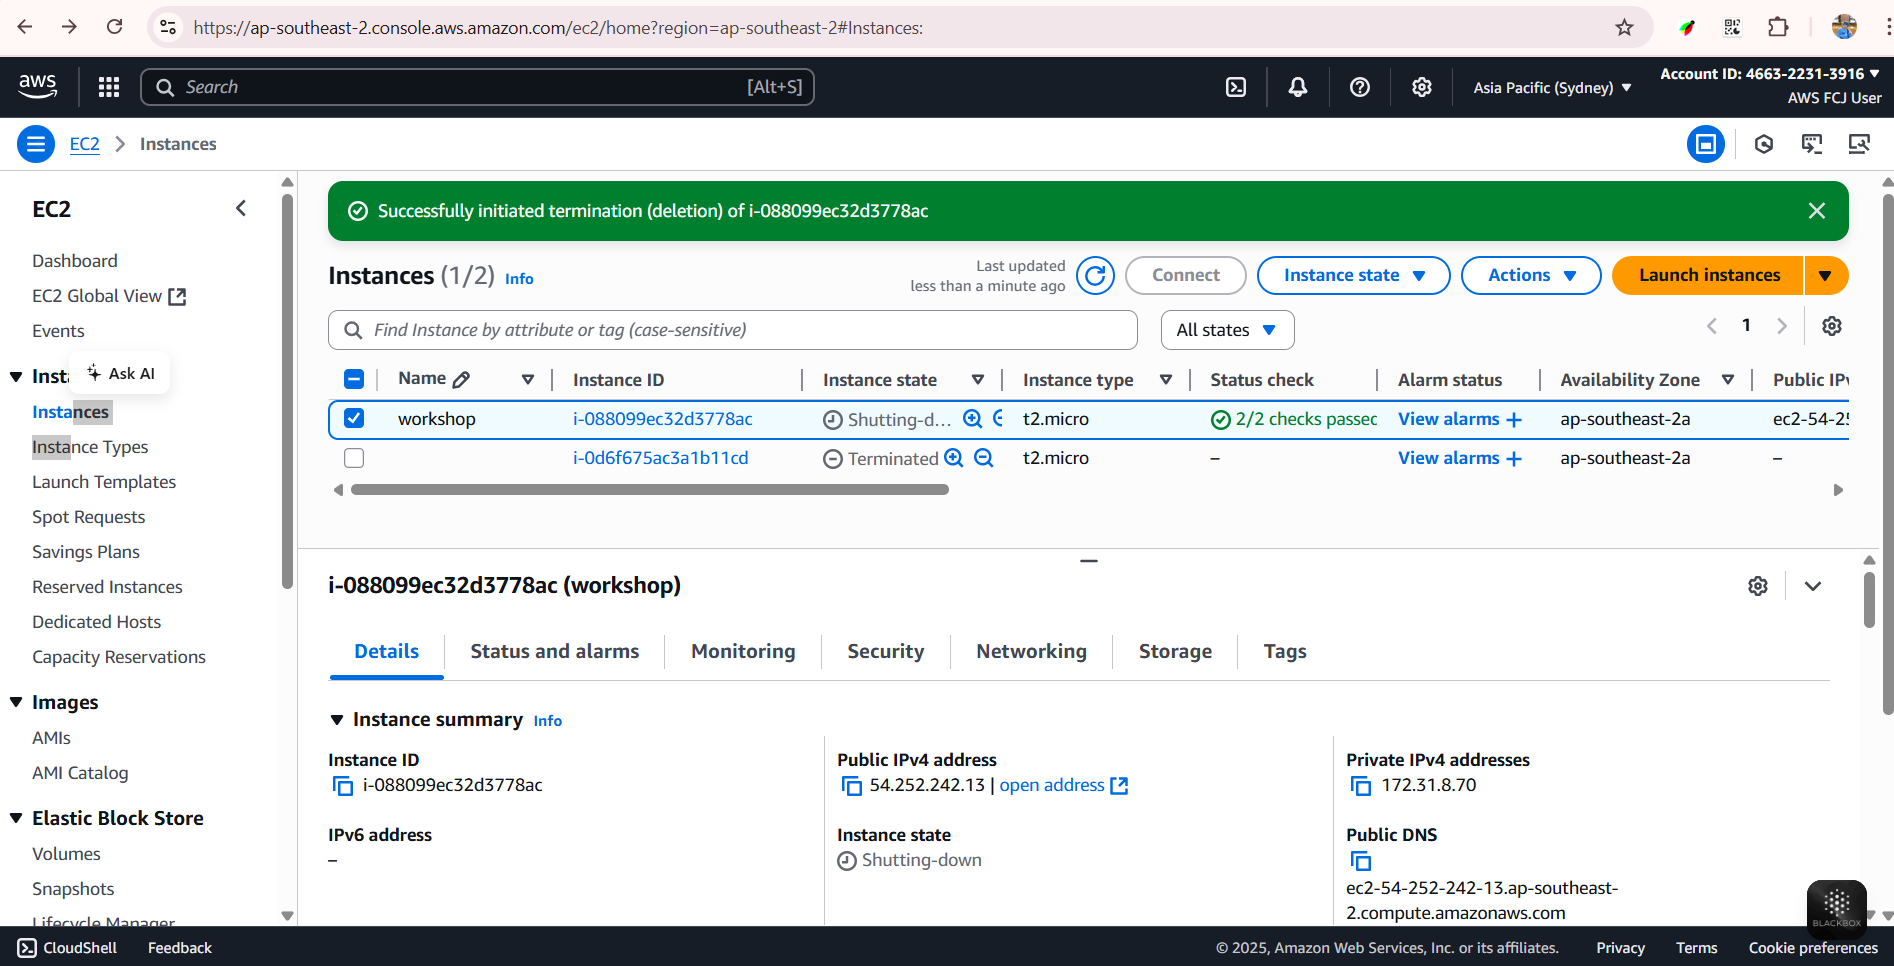 https://ap-southeast-2.console.aws.amazon.com/ec2/home?region=ap-southeast-2#Instances:
aws
Search
[Alt+S]
Asia Pacific (Sydney)
Account ID: 4663-2231-3916
AWS FCJ User
EC2
Instances
EC2
Dashboard
EC2 Global View
Events
Inst
Ask AI
Instances
Instance Types
Launch Templates
Spot Requests
Savings Plans
Reserved Instances
Dedicated Hosts
Capacity Reservations
Images
AMIs
AMI Catalog
Elastic Block Store
Volumes
Snapshots
Lifecycle Manager
Successfully initiated termination (deletion) of i-088099ec32d3778ac
Instances (1/2) Info
Last updated
less than a minute ago
Connect
Instance state
Actions
Launch instances
Find Instance by attribute or tag (case-sensitive)
All states
1
Name Instance ID Instance state Instance type Status check Alarm status Availability Zone Public IPv
workshop i-088099ec32d3778ac Shutting-d... t2.micro 2/2 checks passec View alarms + ap-southeast-2a ec2-54-25
i-0d6f675ac3a1b11cd Terminated t2.micro – View alarms + ap-southeast-2a –
i-088099ec32d3778ac (workshop)
Details Status and alarms Monitoring Security Networking Storage Tags
Instance summary Info
Instance ID
i-088099ec32d3778ac
IPv6 address
–
Public IPv4 address
54.252.242.13 | open address
Instance state
Shutting-down
Private IPv4 addresses
172.31.8.70
Public DNS
ec2-54-252-242-13.ap-southeast-
2.compute.amazonaws.com
BLACKBOX
CloudShell
Feedback
© 2025, Amazon Web Services, Inc. or its affiliates.
Privacy
Terms
Cookie preferences